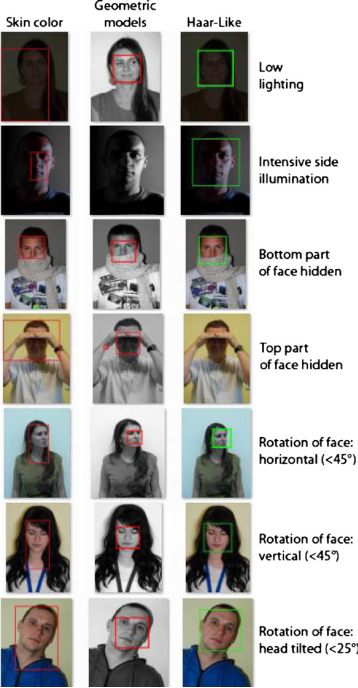 Skin color
Geometric
models
Haar-Like
Low
lighting
Intensive side
illumination
Bottom part
of face hidden
Top part
of face hidden
Rotation of face:
horizontal (<45°)
Rotation of face:
vertical (<45°)
Rotation of face:
head tilted (<25°)